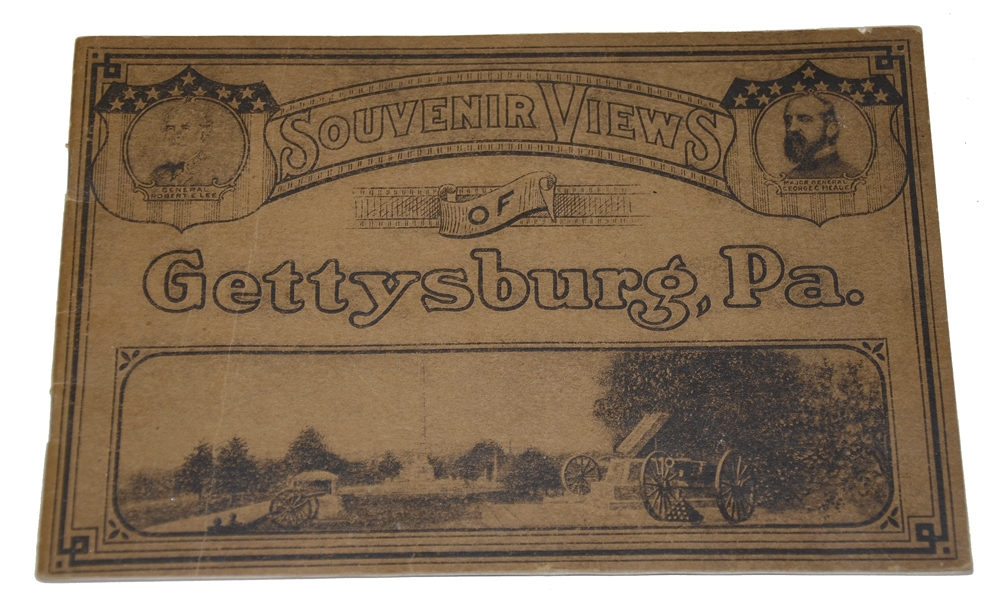 SOUVENIR VIEWS
GENERAL
ROBERT E. LEE
MAJOR GENERAL
GEORGE G. MEADE
OF
Gettysburg, Pa.